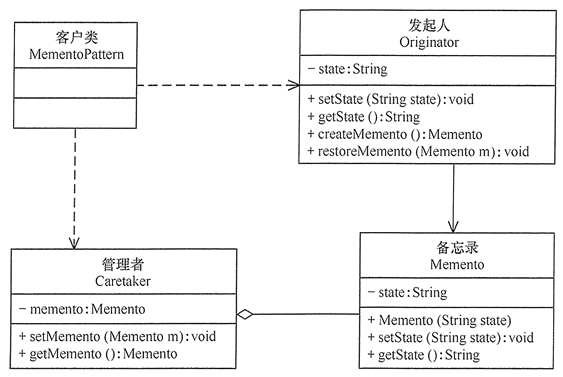 客户类
MementoPattern
发起人
Originator
- state:String
+ setState (String state):void
+ getState ():String
+ createMemento ():Memento
+ restoreMemento (Memento m):void
管理者
Caretaker
- memento:Memento
+ setMemento (Memento m):void
+ getMemento ():Memento
备忘录
Memento
- state:String
+ Memento (String state)
+ setState (String state):void
+ getState ():String